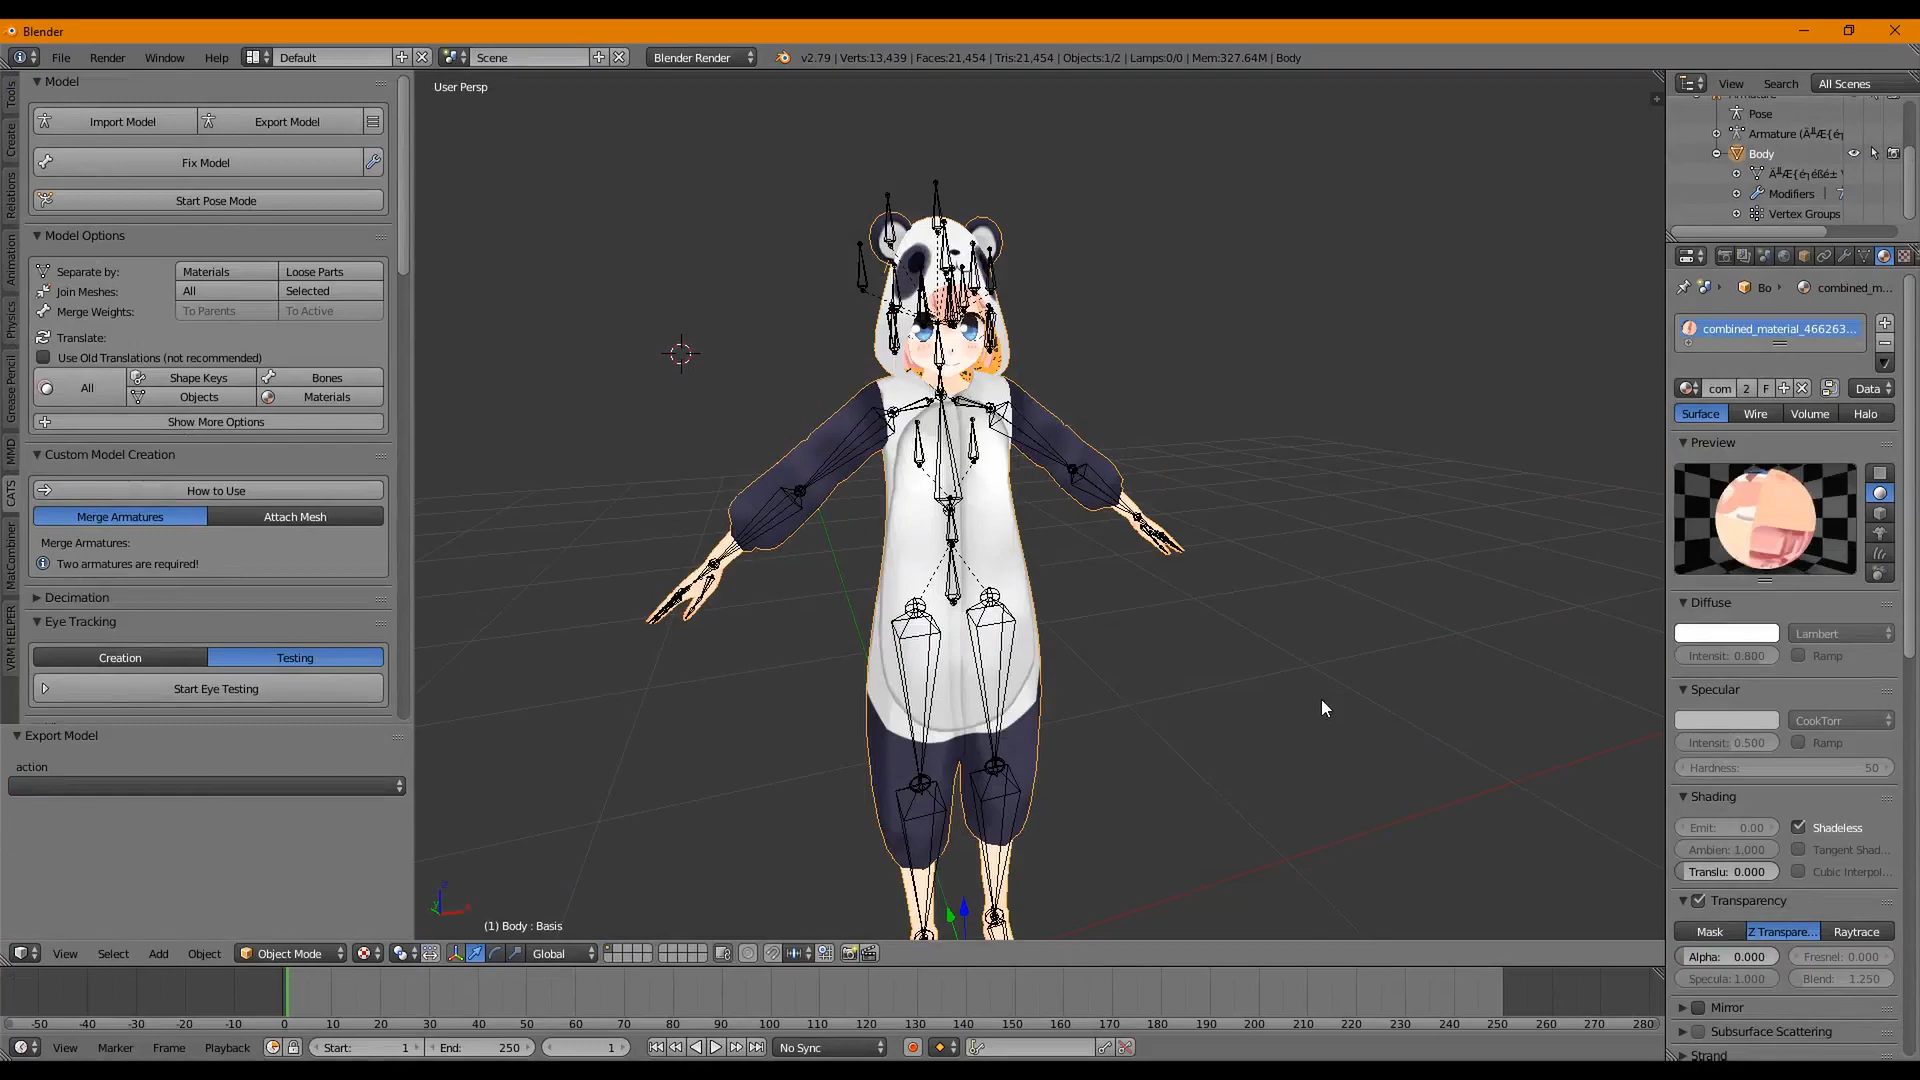 Blender
File Render Window Help Default Scene Blender Render v2.79 | Verts:13,439 | Faces:21,454 | Tris:21,454 | Objects:1/2 | Lamps:0/0 | Mem:327.64M | Body
Tools
Create
Relations
Animation
Physics
Grease Pencil
MMD
CATS
MatCombiner
VRM HELPER
Model
Import Model Export Model
Fix Model
Start Pose Mode
Model Options
Separate by: Materials Loose Parts
Join Meshes: All Selected
Merge Weights: To Parents To Active
Translate:
Use Old Translations (not recommended)
All Shape Keys Bones
Objects Materials
Show More Options
Custom Model Creation
How to Use
Merge Armatures Attach Mesh
Merge Armatures:
Two armatures are required!
Decimation
Eye Tracking
Creation Testing
Start Eye Testing
Export Model
action
User Persp
(1) Body : Basis
View Select Add Object Object Mode Global
-50 -40 -30 -20 -10 0 10 20 30 40 50 60 70 80 90 100 110 120 130 140 150 160 170 180 190 200 210 220 230 240 250 260 270 280
View Marker Frame Playback Start: 1 End: 250 1 No Sync
View Search All Scenes
Pose
Armature
Body
Modifiers
Vertex Groups
Bo combined_m...
combined_material_466263...
com 2 F Data
Surface Wire Volume Halo
Preview
Diffuse
Lambert
Intensit: 0.800 Ramp
Specular
CookTorr
Intensit: 0.500 Ramp
Hardness: 50
Shading
Emit: 0.00 Shadeless
Ambien: 1.000 Tangent Shad...
Translu: 0.000 Cubic Interpol...
Transparency
Mask Z Transpare... Raytrace
Alpha: 0.000 Fresnel: 0.000
Specula: 1.000 Blend: 1.250
Mirror
Subsurface Scattering
Strand